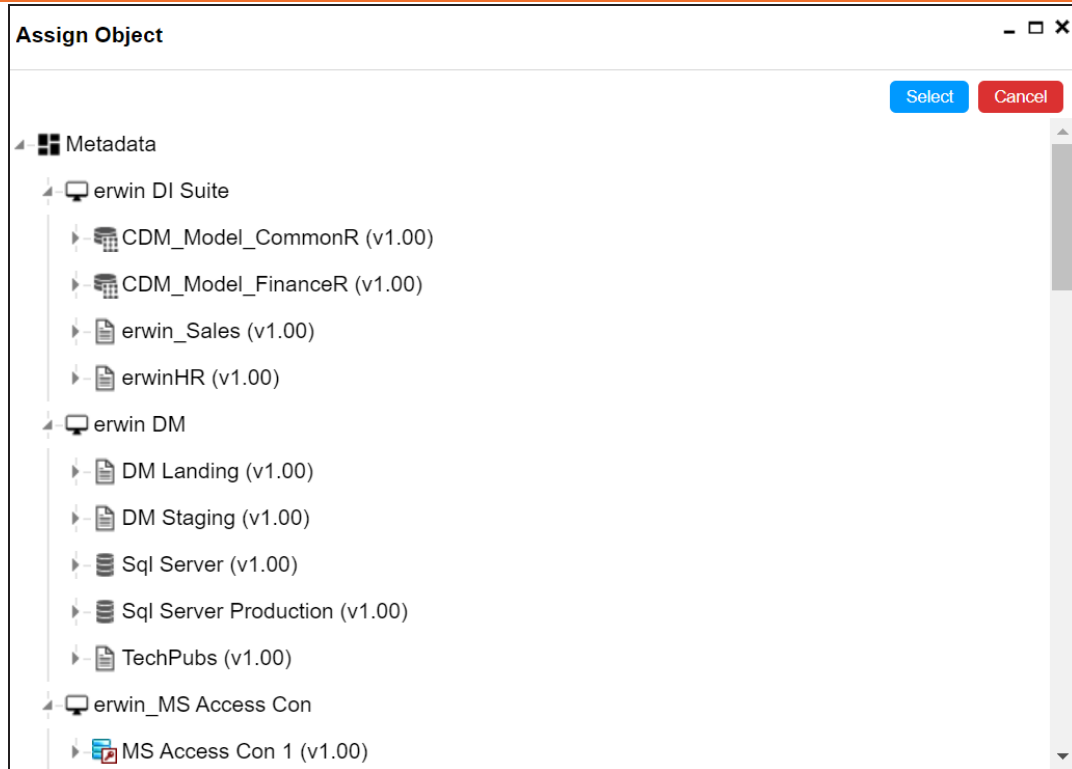 Assign Object
Select Cancel
Metadata
erwin DI Suite
CDM_Model_CommonR (v1.00)
CDM_Model_FinanceR (v1.00)
erwin_Sales (v1.00)
erwinHR (v1.00)
erwin DM
DM Landing (v1.00)
DM Staging (v1.00)
Sql Server (v1.00)
Sql Server Production (v1.00)
TechPubs (v1.00)
erwin_MS Access Con
MS Access Con 1 (v1.00)